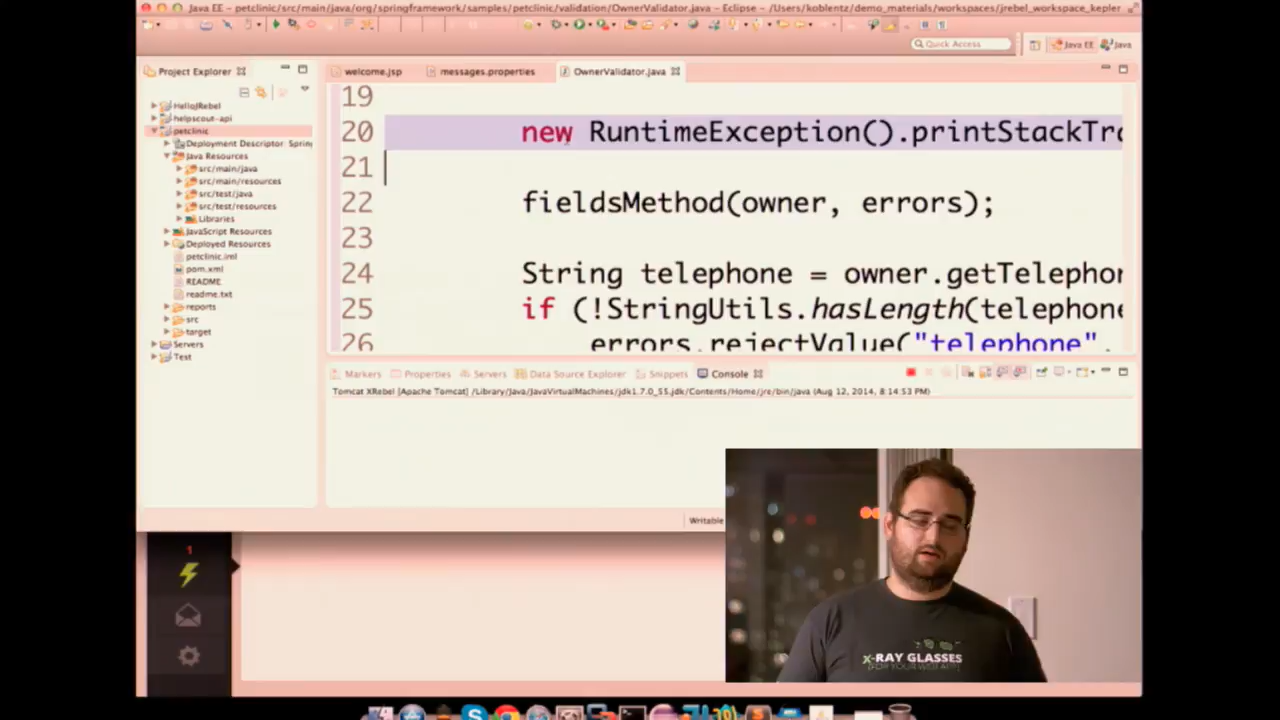 Java EE – petclinic/src/main/java/org/springframework/samples/petclinic/validation/OwnerValidator.java – Eclipse – /Users/koblentz/demo_materials/workspaces/jrebel_workspace_kepler
Quick Access
Java EE
Java
Project Explorer
welcome.jsp
messages.properties
OwnerValidator.java
HelloJRebel
helpscout-api
petclinic
Deployment Descriptor Spring
Java Resources
src/main/java
src/main/resources
src/test/java
src/test/resources
Libraries
JavaScript Resources
Deployed Resources
petclinic.iml
pom.xml
README
readme.txt
reports
src
target
Servers
Test
19
20 new RuntimeException().printStackTra
21
22 fieldsMethod(owner, errors);
23
24 String telephone = owner.getTelephon
25 if (!StringUtils.hasLength(telephone
26 errors.rejectValue("telephone".
Markers
Properties
Servers
Data Source Explorer
Snippets
Console
Tomcat XRebel [Apache Tomcat] /Library/Java/JavaVirtualMachines/jdk1.7.0_55.jdk/Contents/Home/jre/bin/java (Aug 12, 2014, 8:14:53 PM)
Writable
1
X-RAY GLASSES
[FOR YOUR WEB APP]